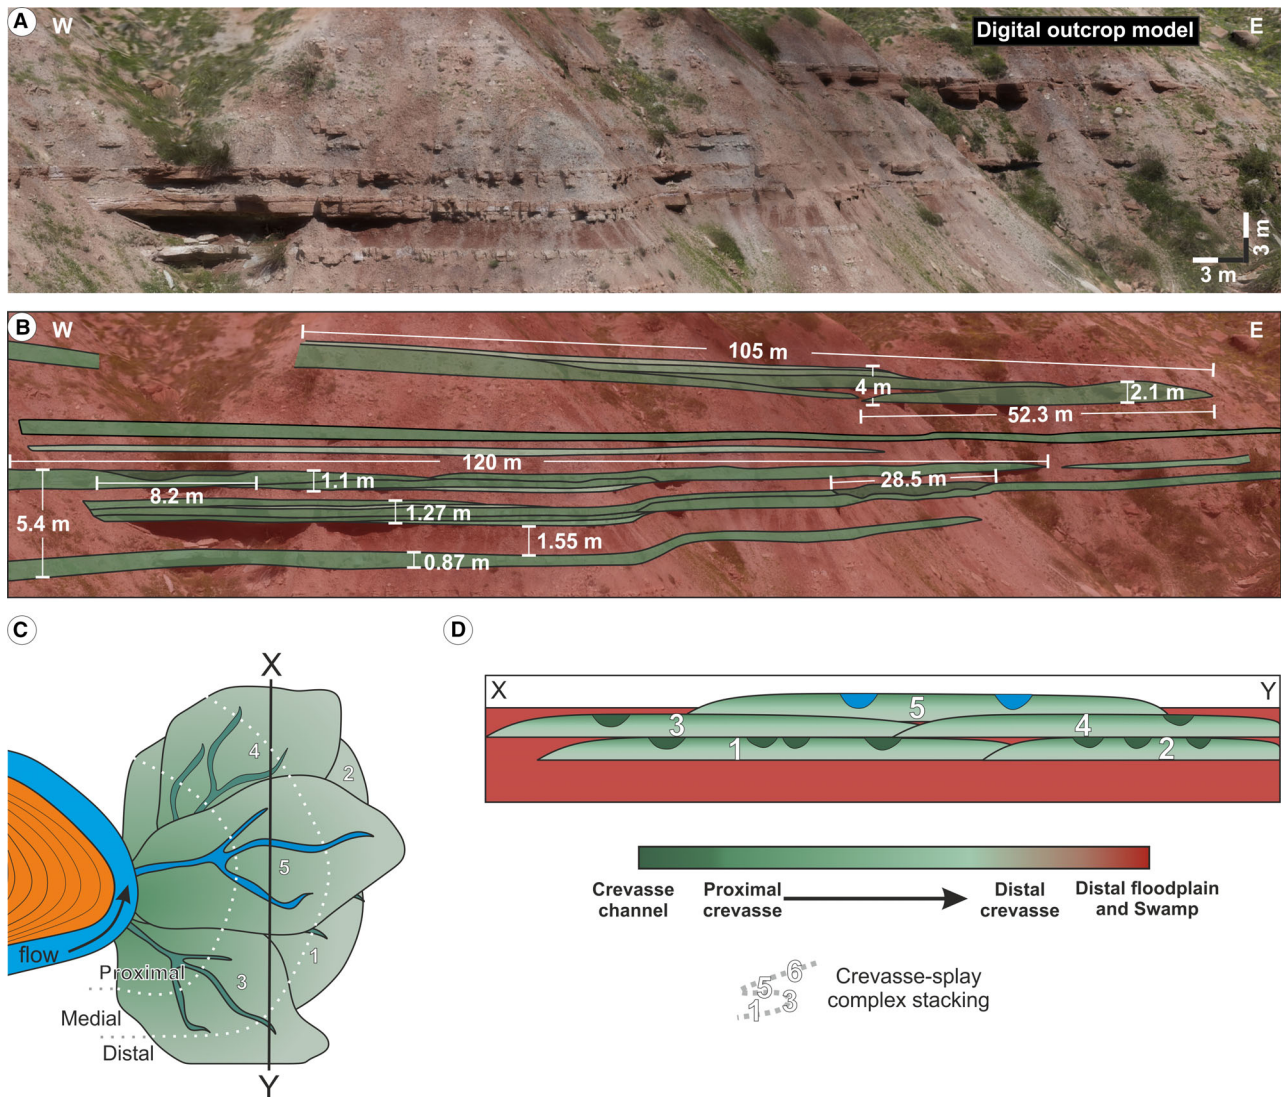 A
W
Digital outcrop model
E
3 m
3 m
B
W
E
105 m
4 m
2.1 m
52.3 m
120 m
1.1 m
8.2 m
28.5 m
5.4 m
1.27 m
1.55 m
0.87 m
C
X
4
2
5
1
3
flow
Proximal
Medial
Distal
Y
D
X
Y
5
3
4
1
2
Crevasse
channel
Proximal
crevasse
Distal
crevasse
Distal floodplain
and Swamp
6
5
3
1
Crevasse-splay
complex stacking